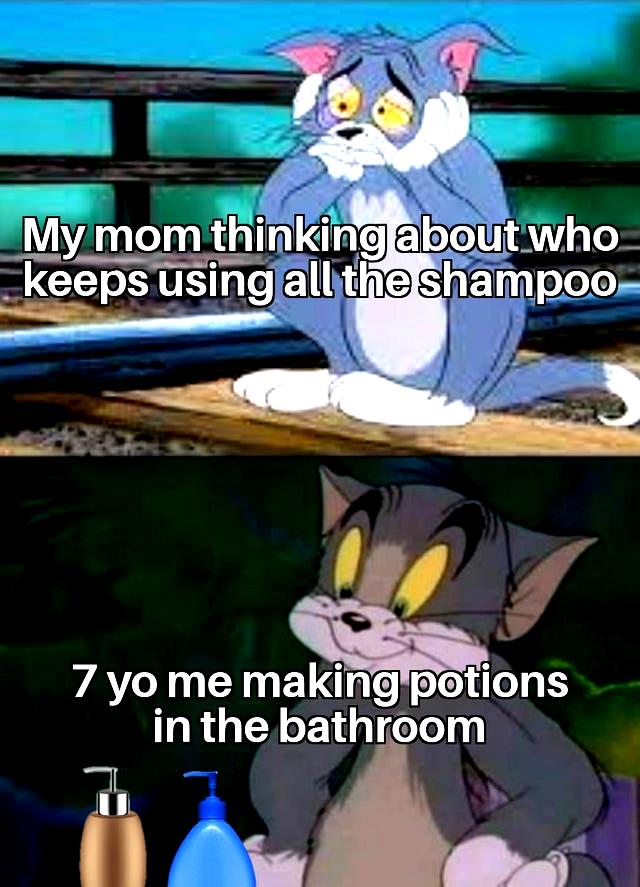 My mom thinking about who
keeps using all the shampoo
7 yo me making potions
in the bathroom